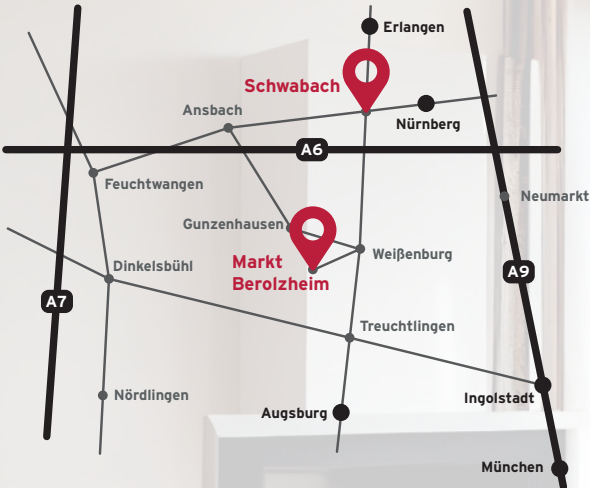 Erlangen
Schwabach
Ansbach
Nürnberg
A6
Feuchtwangen
Neumarkt
Gunzenhausen
Weißenburg
Markt
Berolzheim
Dinkelsbühl
A9
A7
Treuchtlingen
Nördlingen
Ingolstadt
Augsburg
München